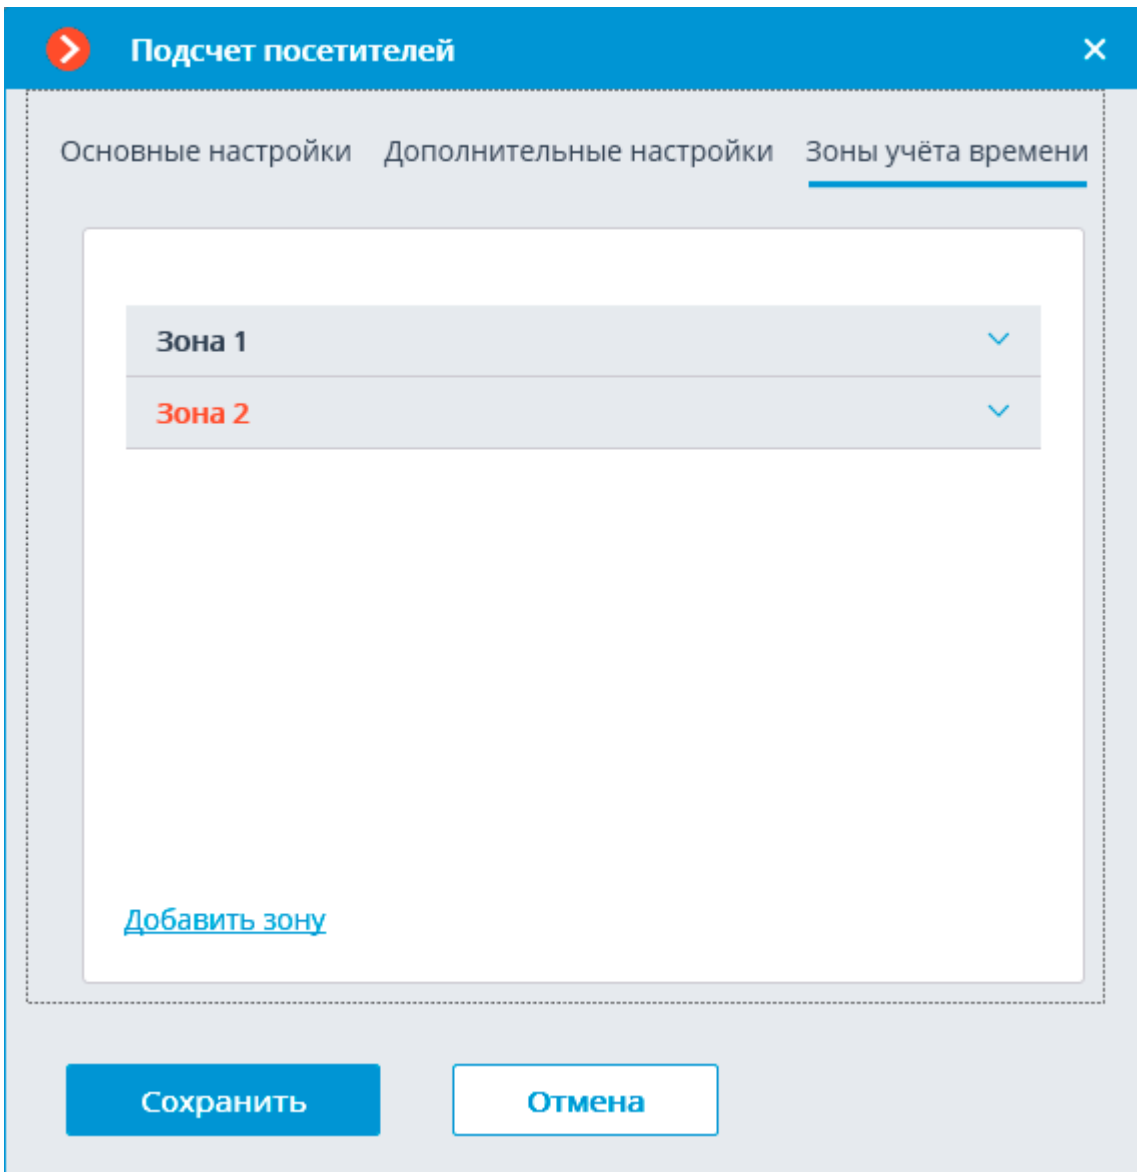 Подсчет посетителей
Основные настройки Дополнительные настройки Зоны учёта времени
Зона 1
Зона 2
Добавить зону
Сохранить Отмена